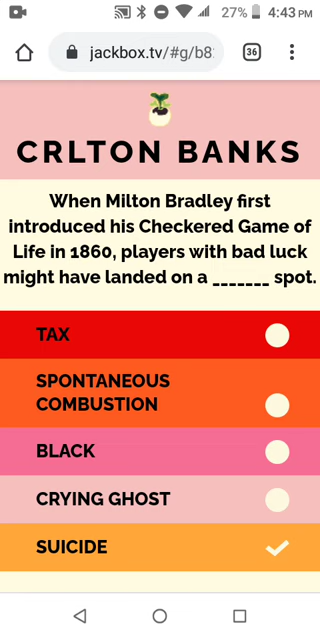 27% 4:43 PM
jackbox.tv/#g/b8
36
CRLTON BANKS
When Milton Bradley first
introduced his Checkered Game of
Life in 1860, players with bad luck
might have landed on a _______ spot.
TAX
SPONTANEOUS
COMBUSTION
BLACK
CRYING GHOST
SUICIDE